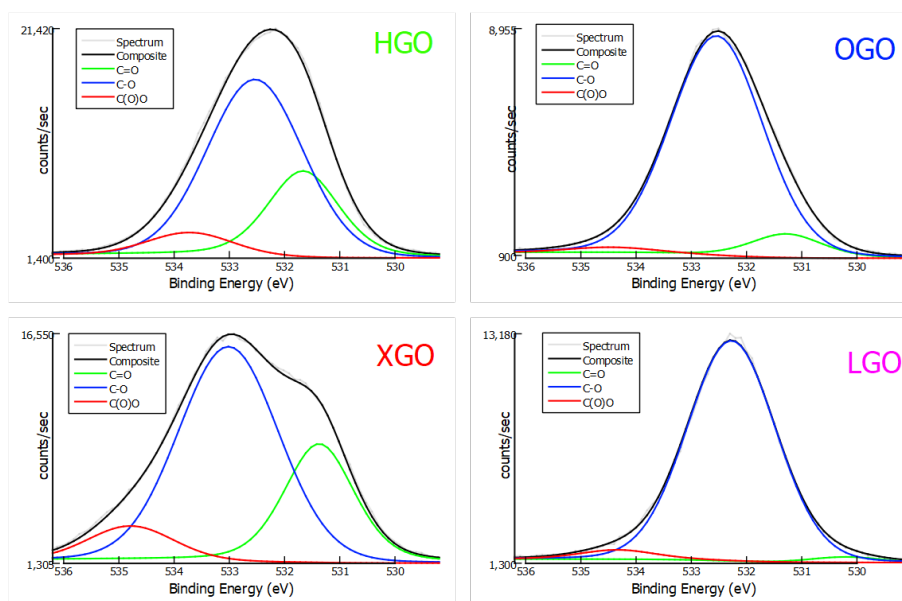 21,420
HGO
Spectrum
Composite
C=O
C-O
C(O)O
counts/sec
1,400
536 535 534 533 532 531 530
Binding Energy (eV)
8,955
OGO
Spectrum
Composite
C=O
C-O
C(O)O
counts/sec
900
536 535 534 533 532 531 530
Binding Energy (eV)
16,550
XGO
Spectrum
Composite
C=O
C-O
C(O)O
counts/sec
1,305
536 535 534 533 532 531 530
Binding Energy (eV)
13,180
LGO
Spectrum
Composite
C=O
C-O
C(O)O
counts/sec
1,300
536 535 534 533 532 531 530
Binding Energy (eV)